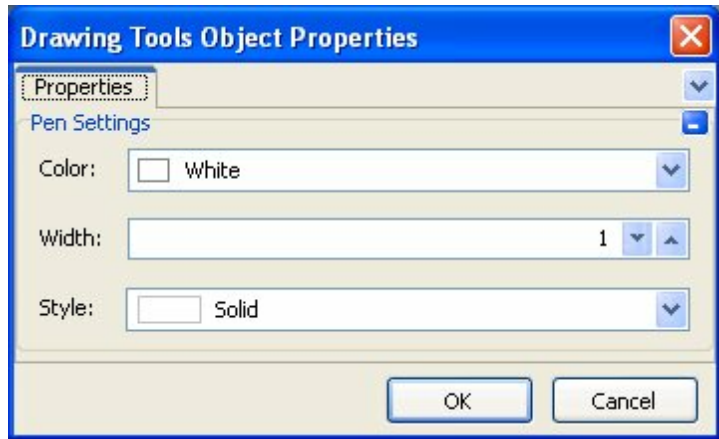 Drawing Tools Object Properties
Properties
Pen Settings
Color: White
Width: 1
Style: Solid
OK Cancel